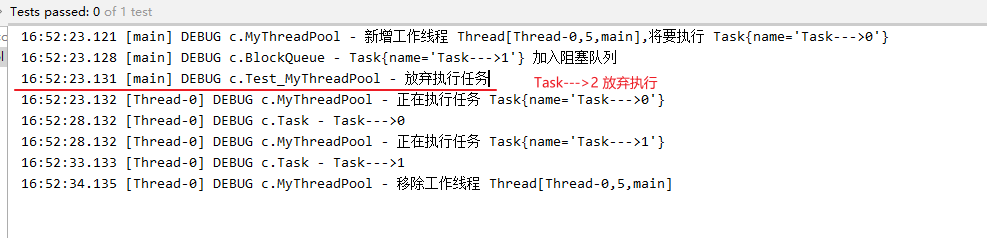 Tests passed: 0 of 1 test
16:52:23.121 [main] DEBUG c.MyThreadPool - 新增工作线程 Thread[Thread-0,5,main],将要执行 Task{name='Task--->0'}
16:52:23.128 [main] DEBUG c.BlockQueue - Task{name='Task--->1'} 加入阻塞队列
16:52:23.131 [main] DEBUG c.Test_MyThreadPool - 放弃执行任务
Task--->2 放弃执行
16:52:23.132 [Thread-0] DEBUG c.MyThreadPool - 正在执行任务 Task{name='Task--->0'}
16:52:28.132 [Thread-0] DEBUG c.Task - Task--->0
16:52:28.132 [Thread-0] DEBUG c.MyThreadPool - 正在执行任务 Task{name='Task--->1'}
16:52:33.133 [Thread-0] DEBUG c.Task - Task--->1
16:52:34.135 [Thread-0] DEBUG c.MyThreadPool - 移除工作线程 Thread[Thread-0,5,main]